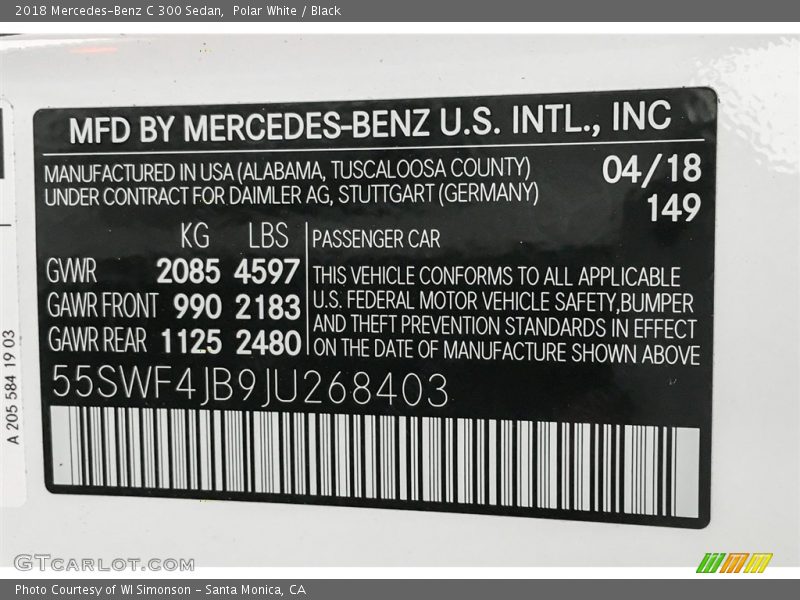 2018 Mercedes-Benz C 300 Sedan, Polar White / Black
MFD BY MERCEDES-BENZ U.S. INTL., INC
MANUFACTURED IN USA (ALABAMA, TUSCALOOSA COUNTY)
UNDER CONTRACT FOR DAIMLER AG, STUTTGART (GERMANY)
04/18
149
KG LBS
GVWR 2085 4597
GAWR FRONT 990 2183
GAWR REAR 1125 2480
PASSENGER CAR
THIS VEHICLE CONFORMS TO ALL APPLICABLE
U.S. FEDERAL MOTOR VEHICLE SAFETY,BUMPER
AND THEFT PREVENTION STANDARDS IN EFFECT
ON THE DATE OF MANUFACTURE SHOWN ABOVE
55SWF4JB9JU268403
A 205 584 19 03
GTCARLOT.COM
Photo Courtesy of WI Simonson - Santa Monica, CA